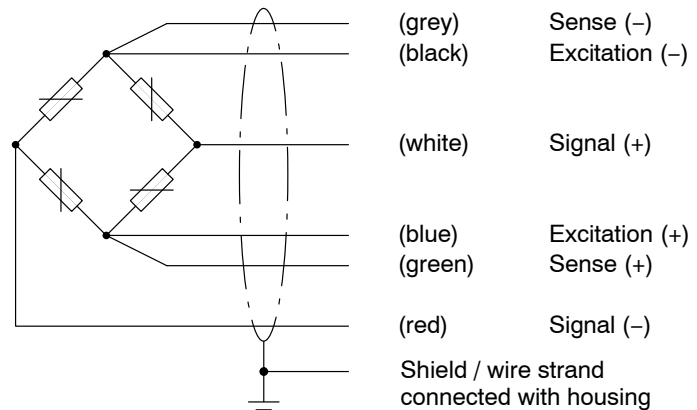 (grey) Sense (−)
(black) Excitation (−)
(white) Signal (+)
(blue) Excitation (+)
(green) Sense (+)
(red) Signal (−)
Shield / wire strand
connected with housing